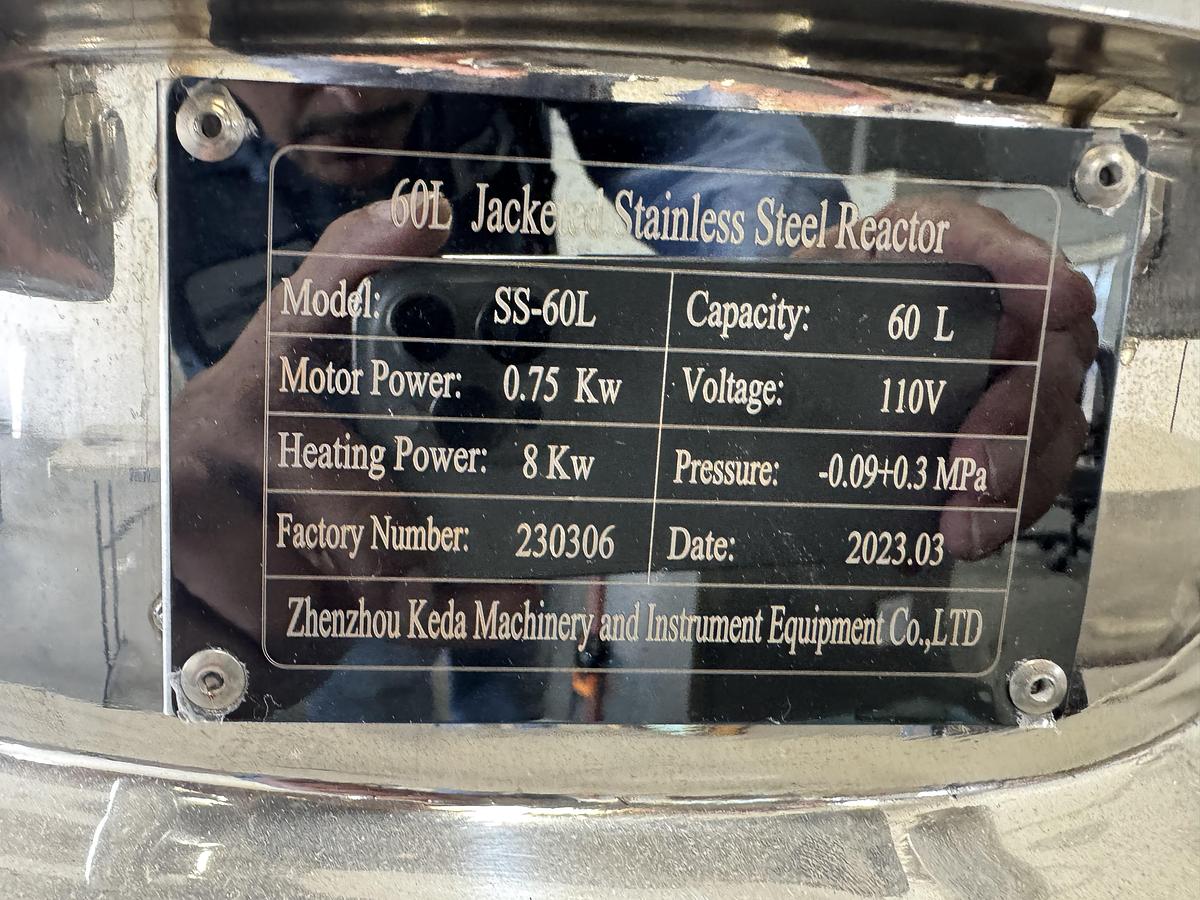 60L Jacketed Stainless Steel Reactor
Model: SS-60L Capacity: 60 L
Motor Power: 0.75 Kw Voltage: 110V
Heating Power: 8 Kw Pressure: -0.09+0.3 MPa
Factory Number: 230306 Date: 2023.03
Zhenzhou Keda Machinery and Instrument Equipment Co.,LTD